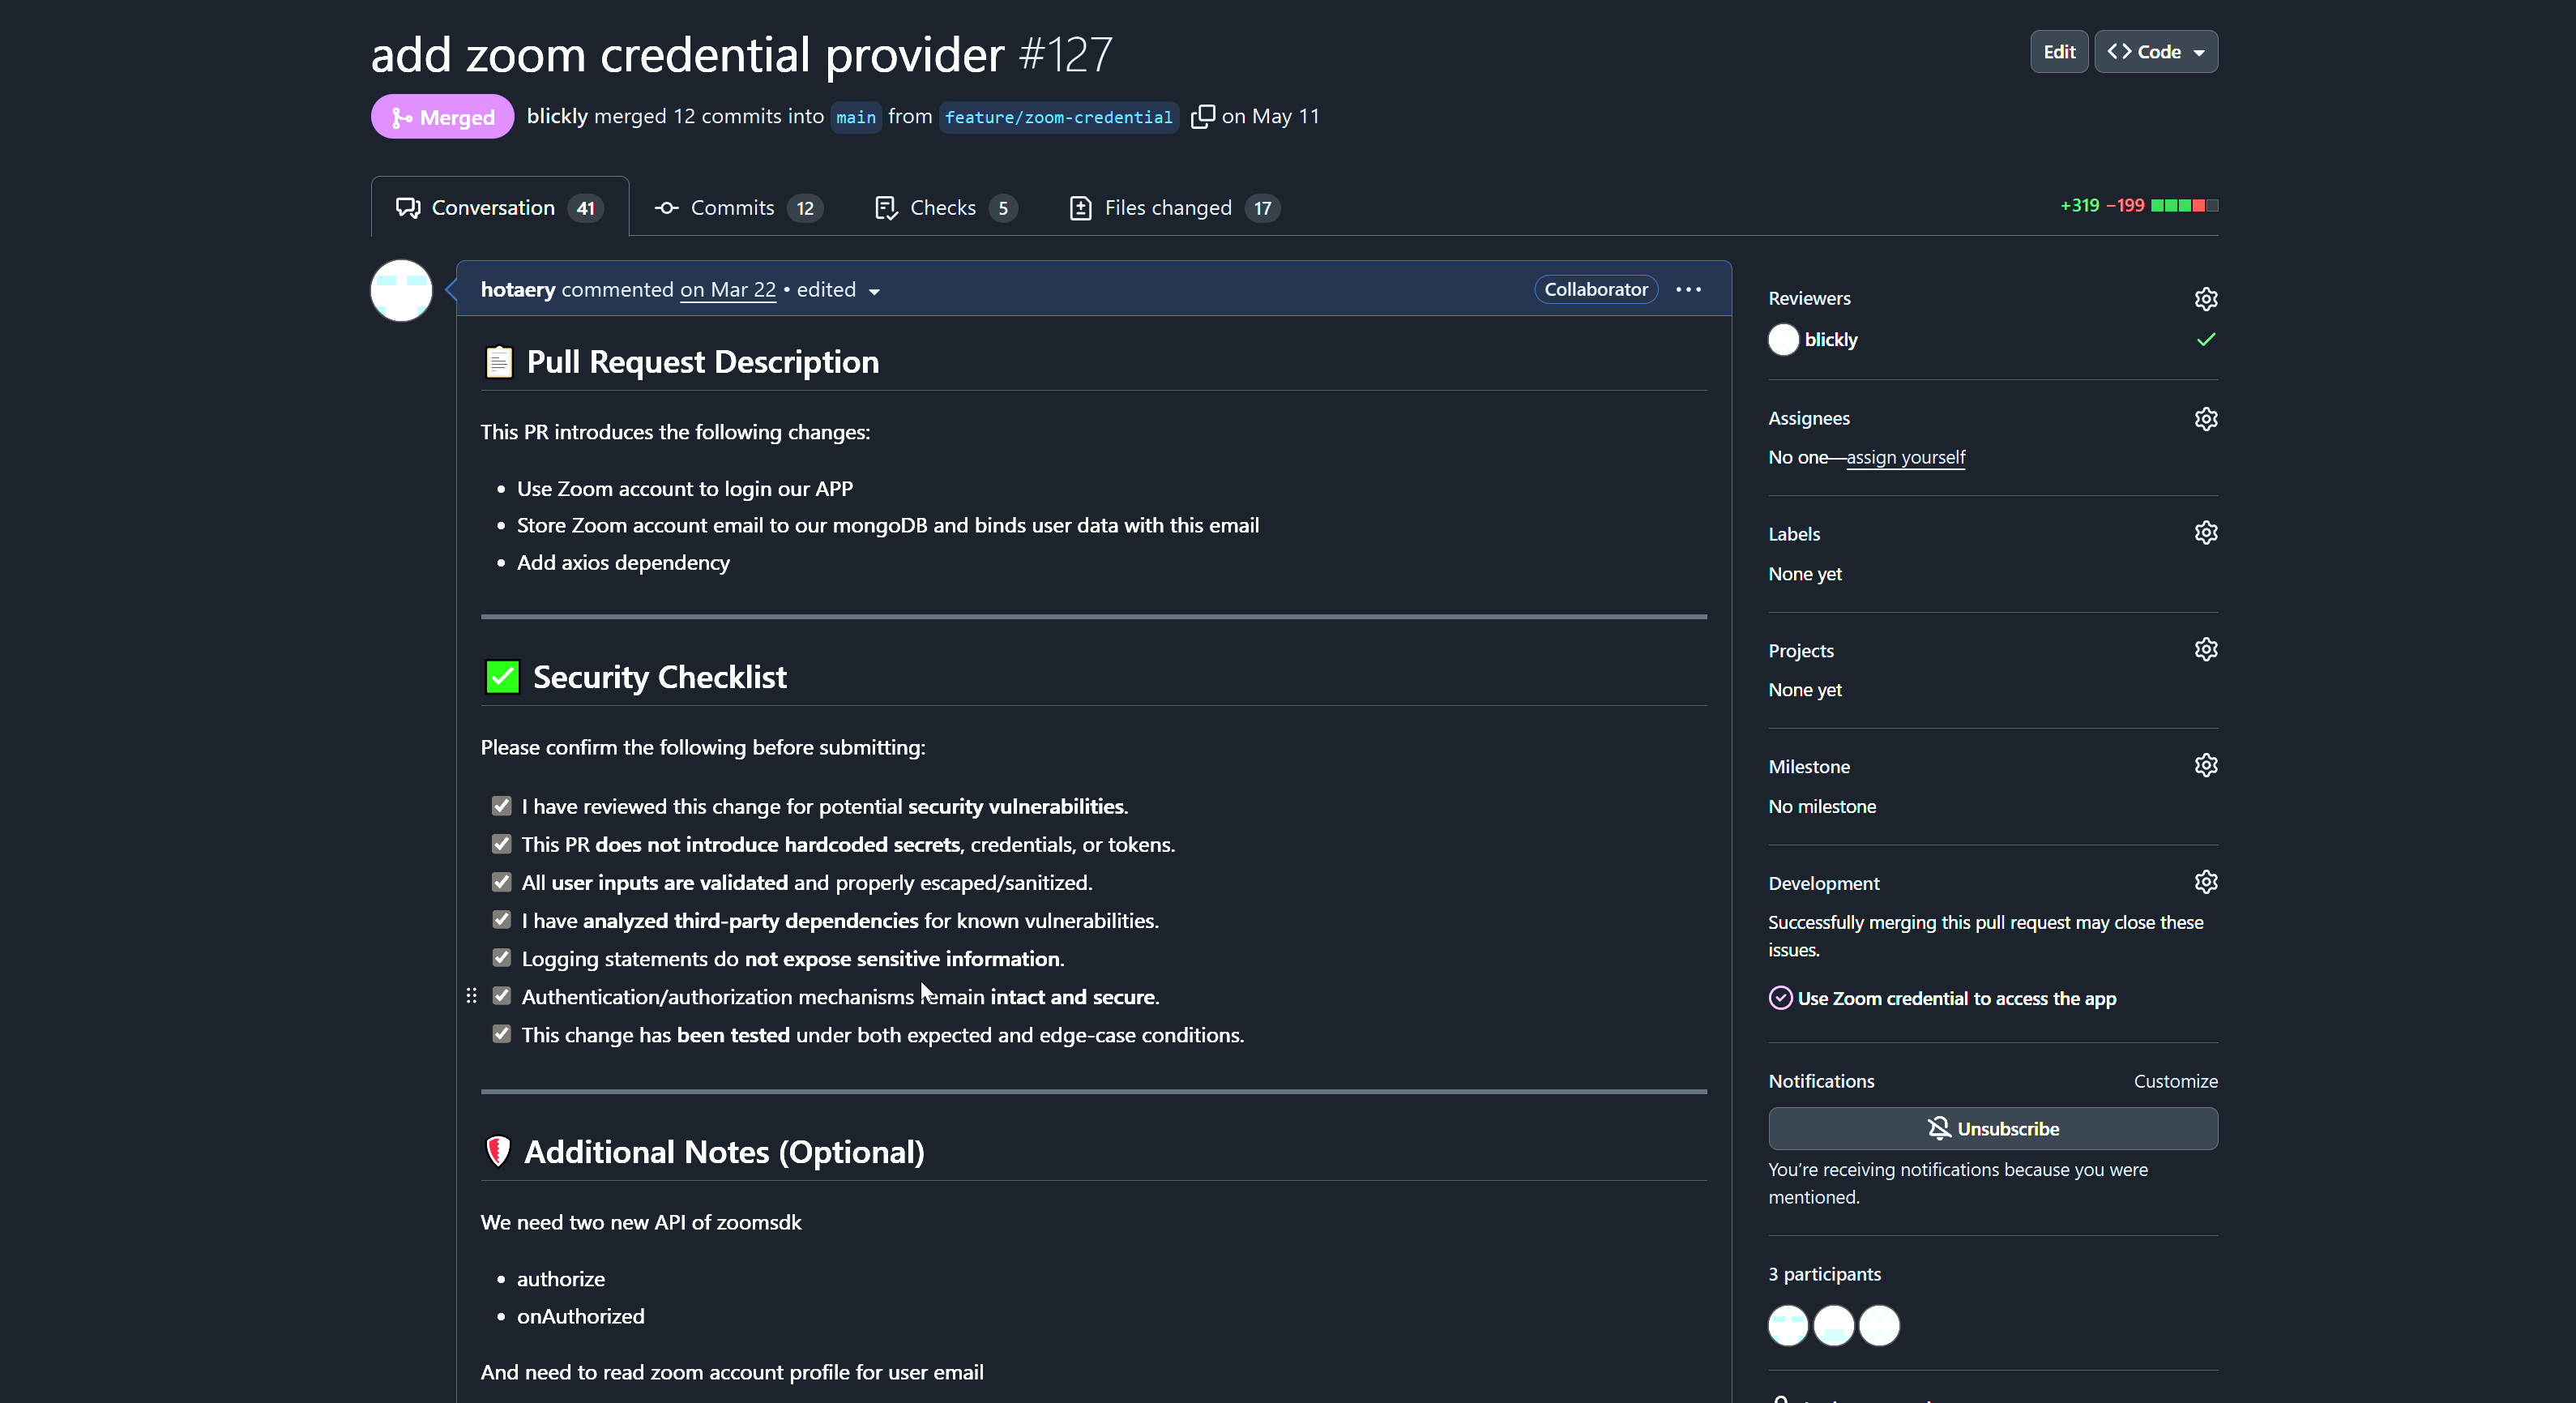 add zoom credential provider #127
Edit
Code
Merged
blickly merged 12 commits into main from feature/zoom-credential on May 11
Conversation 41
Commits 12
Checks 5
Files changed 17
+319 −199
hotaery commented on Mar 22 • edited
Collaborator
Pull Request Description
This PR introduces the following changes:
• Use Zoom account to login our APP
• Store Zoom account email to our mongoDB and binds user data with this email
• Add axios dependency
Security Checklist
Please confirm the following before submitting:
I have reviewed this change for potential security vulnerabilities.
This PR does not introduce hardcoded secrets, credentials, or tokens.
All user inputs are validated and properly escaped/sanitized.
I have analyzed third-party dependencies for known vulnerabilities.
Logging statements do not expose sensitive information.
Authentication/authorization mechanisms remain intact and secure.
This change has been tested under both expected and edge-case conditions.
Additional Notes (Optional)
We need two new API of zoomsdk
• authorize
• onAuthorized
And need to read zoom account profile for user email
Reviewers
blickly
Assignees
No one—assign yourself
Labels
None yet
Projects
None yet
Milestone
No milestone
Development
Successfully merging this pull request may close these
issues.
Use Zoom credential to access the app
Notifications
Customize
Unsubscribe
You're receiving notifications because you were
mentioned.
3 participants